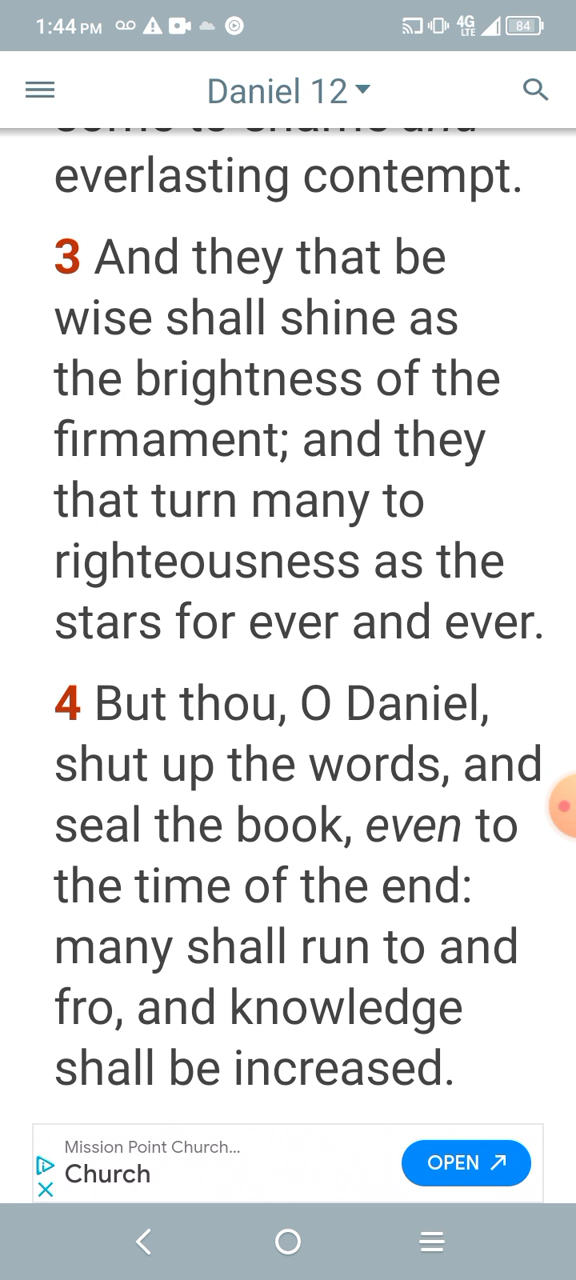 1:44 PM 4G LTE 84
Daniel 12
everlasting contempt.
3 And they that be
wise shall shine as
the brightness of the
firmament; and they
that turn many to
righteousness as the
stars for ever and ever.
4 But thou, O Daniel,
shut up the words, and
seal the book, even to
the time of the end:
many shall run to and
fro, and knowledge
shall be increased.
Mission Point Church...
Church
OPEN